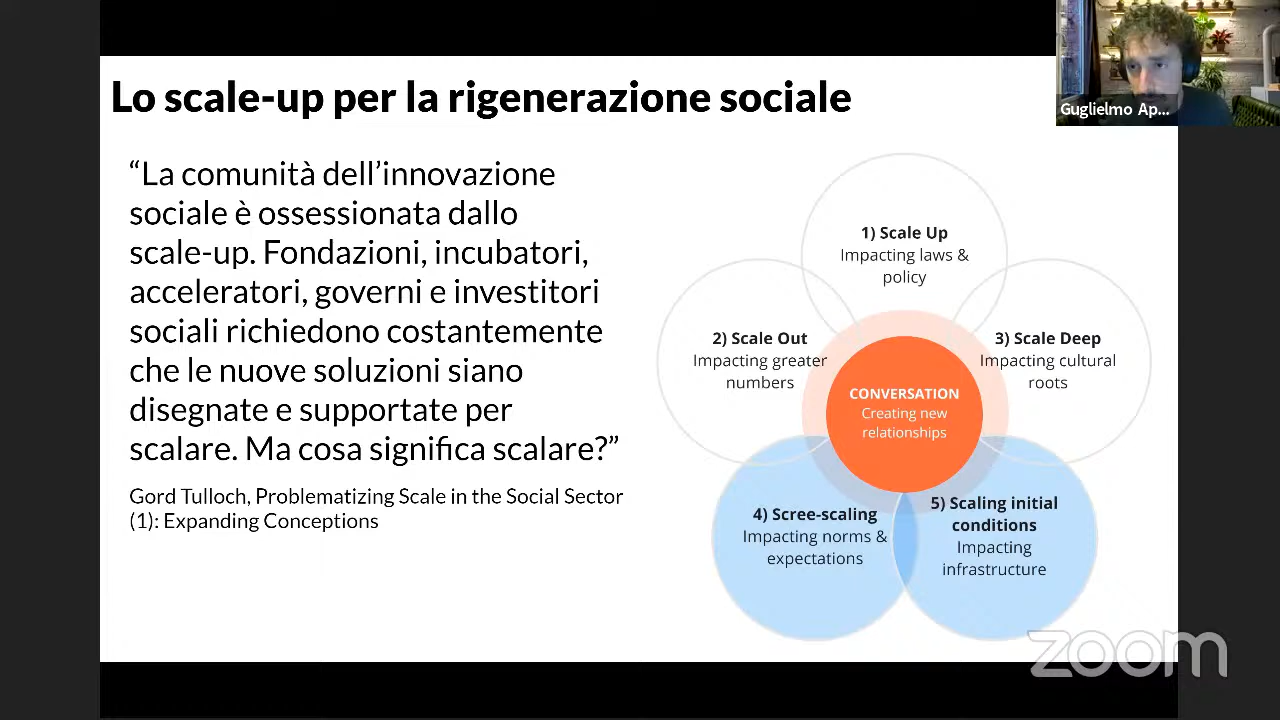 Lo scale-up per la rigenerazione sociale
Guglielmo Ap...
“La comunità dell’innovazione
sociale è ossessionata dallo
scale-up. Fondazioni, incubatori,
acceleratori, governi e investitori
sociali richiedono costantemente
che le nuove soluzioni siano
disegnate e supportate per
scalare. Ma cosa significa scalare?”
Gord Tulloch, Problematizing Scale in the Social Sector
(1): Expanding Conceptions
1) Scale Up
Impacting laws &
policy
2) Scale Out
Impacting greater
numbers
3) Scale Deep
Impacting cultural
roots
CONVERSATION
Creating new
relationships
4) Scree-scaling
Impacting norms &
expectations
5) Scaling initial
conditions
Impacting
infrastructure
zoom